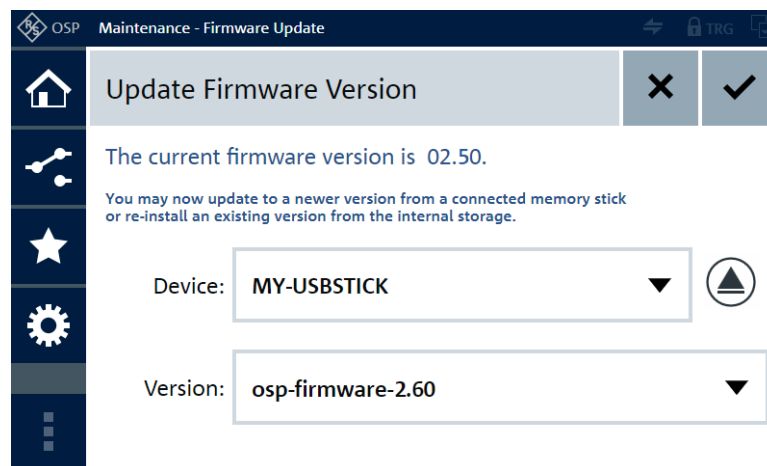 R&S OSP Maintenance - Firmware Update TRG
Update Firmware Version
The current firmware version is 02.50.
You may now update to a newer version from a connected memory stick
or re-install an existing version from the internal storage.
Device: MY-USBSTICK
Version: osp-firmware-2.60